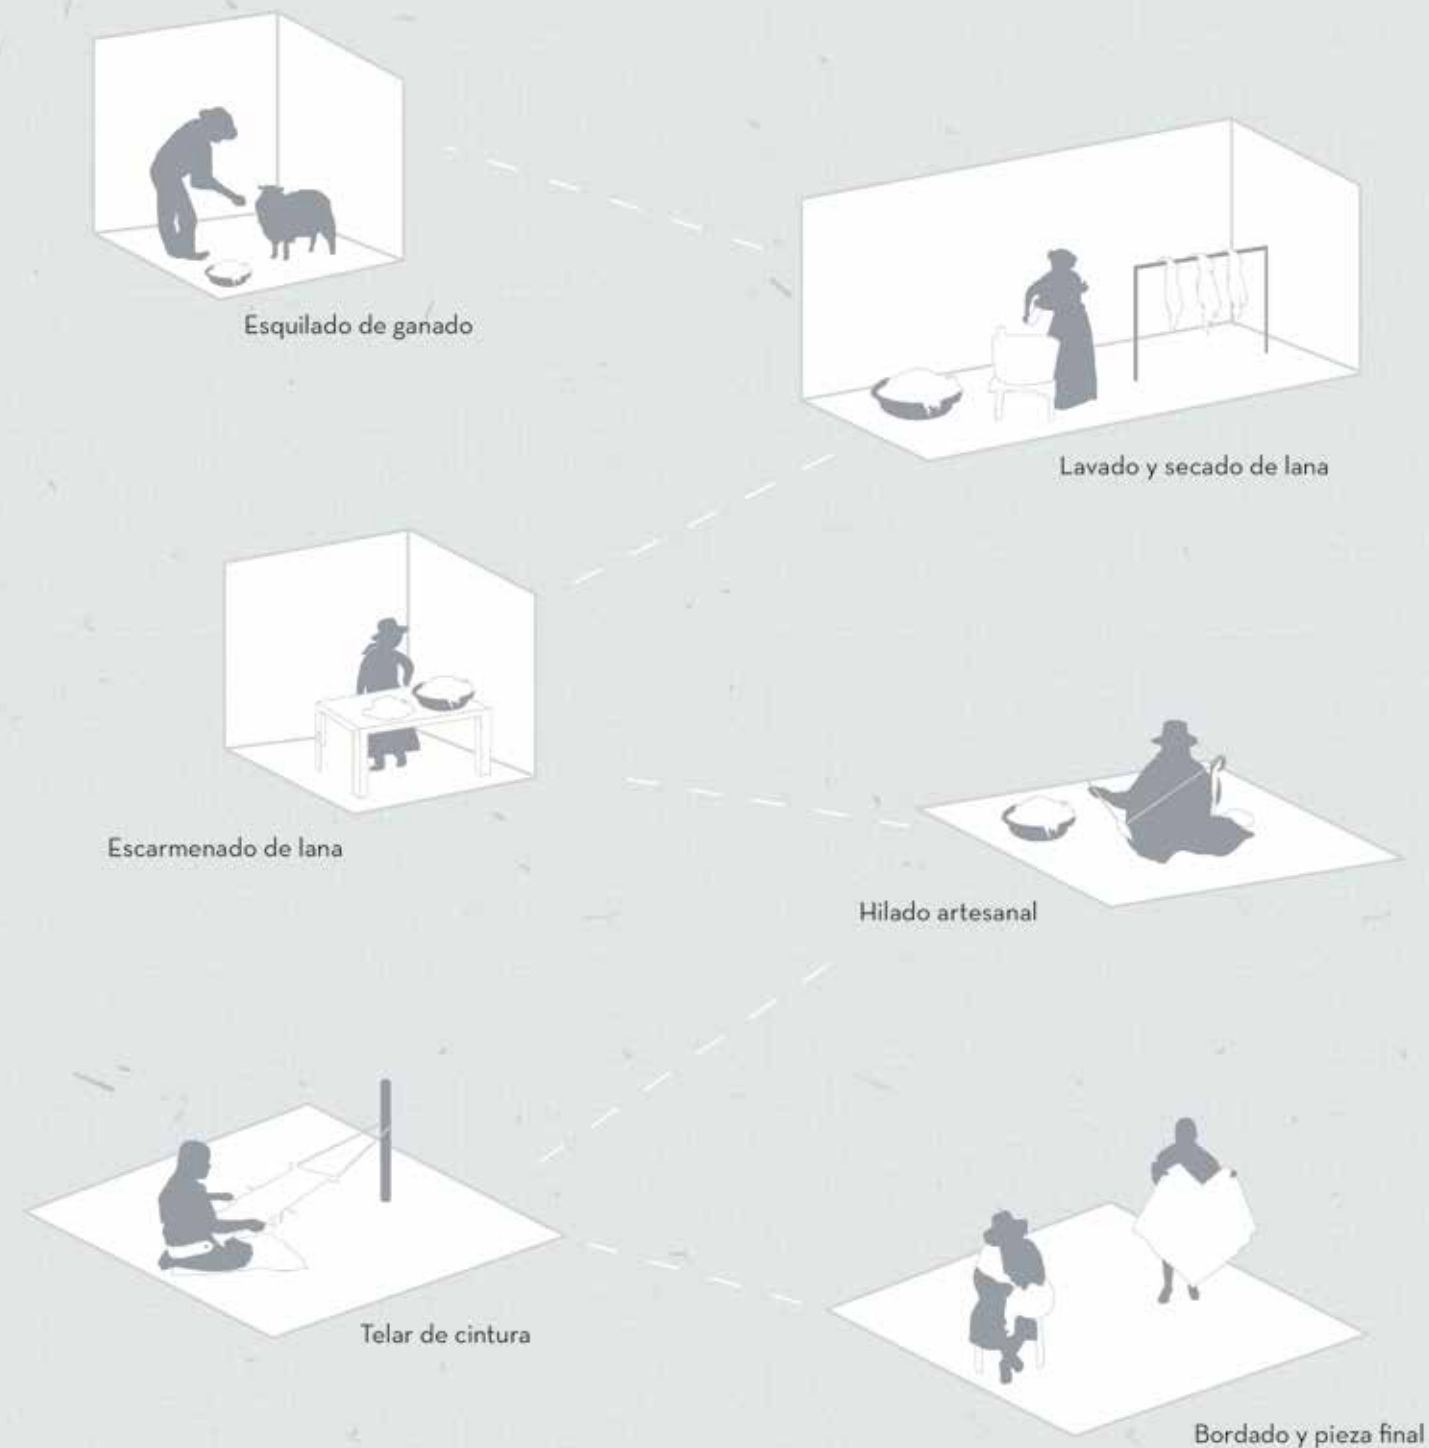 Esquilado de ganado
Lavado y secado de lana
Escarmenado de lana
Hilado artesanal
Telar de cintura
Bordado y pieza final